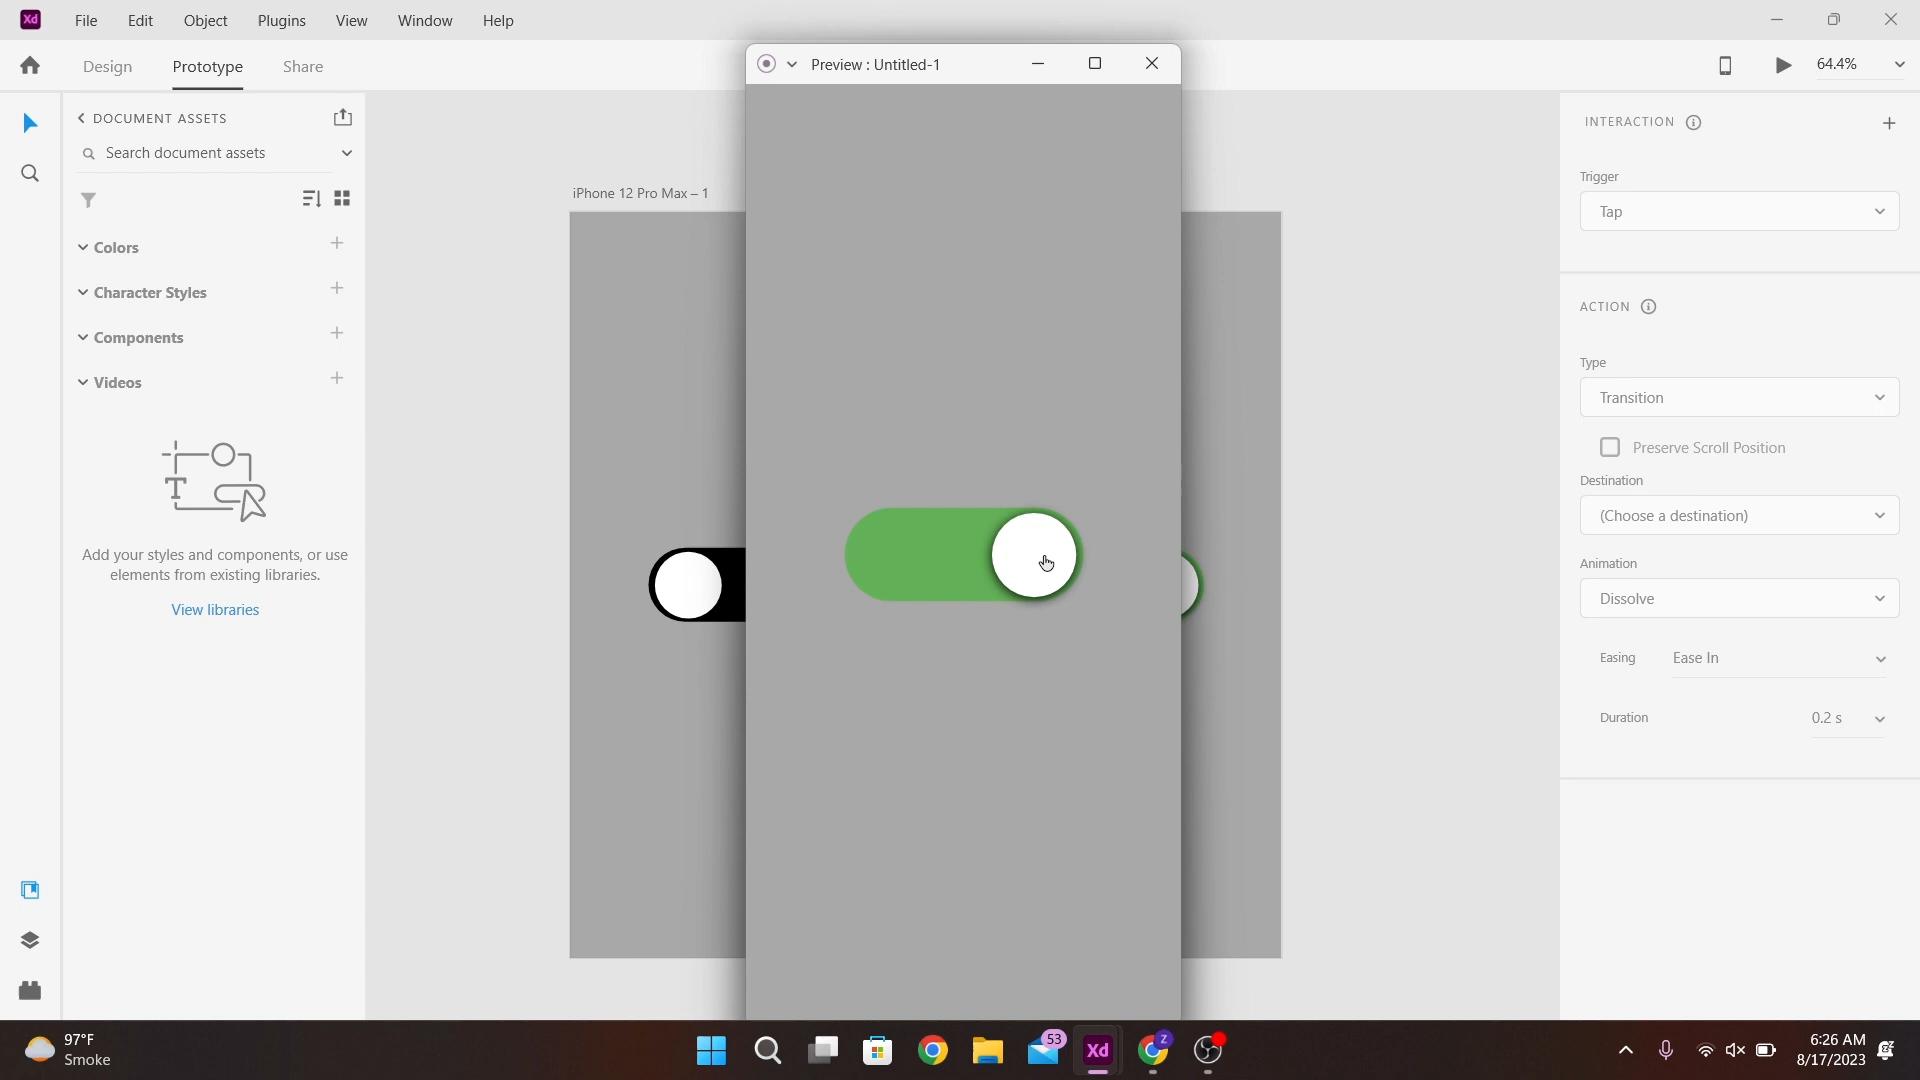 Xd File Edit Object Plugins View Window Help
Design Prototype Share
Preview : Untitled-1
64.4%
DOCUMENT ASSETS
Search document assets
Colors
Character Styles
Components
Videos
T
Add your styles and components, or use
elements from existing libraries.
View libraries
iPhone 12 Pro Max – 1
INTERACTION
Trigger
Tap
ACTION
Type
Transition
Preserve Scroll Position
Destination
(Choose a destination)
Animation
Dissolve
Easing Ease In
Duration 0.2 s
97°F
Smoke
53
Xd
Z
6:26 AM
8/17/2023